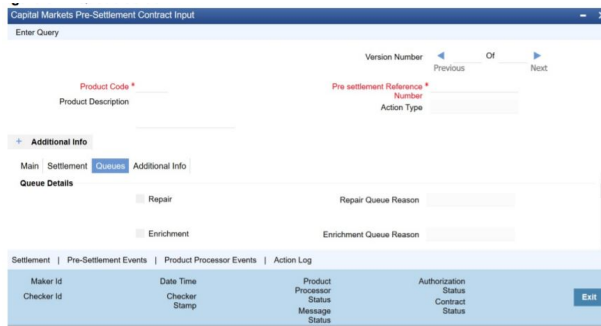 Capital Markets Pre-Settlement Contract Input
Enter Query
Version Number Of
Previous Next
Product Code * Pre settlement Reference *
Number
Product Description Action Type
+ Additional Info
Main Settlement Queues Additional Info
Queue Details
Repair Repair Queue Reason
Enrichment Enrichment Queue Reason
Settlement | Pre-Settlement Events | Product Processor Events | Action Log
Maker Id Date Time Product Authorization
Processor Status
Checker Id Checker Status Contract Exit
Stamp Message Status
Status